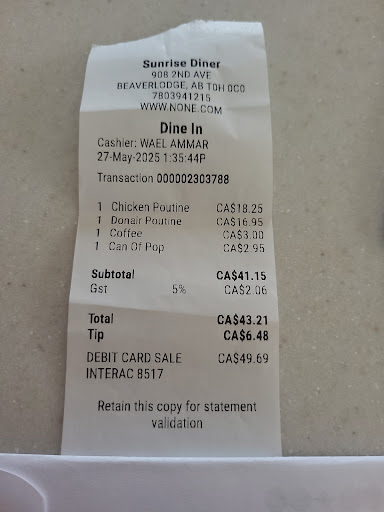 Sunrise Diner
908 2ND AVE
BEAVERLODGE, AB T0H 0C0
7803941215
WWW.NONE.COM
Dine In
Cashier: WAEL AMMAR
27-May-2025 1:35:44P
Transaction 000002303788
1 Chicken Poutine CA$18.25
1 Donair Poutine CA$16.95
1 Coffee CA$3.00
1 Can Of Pop CA$2.95
Subtotal CA$41.15
Gst 5% CA$2.06
Total CA$43.21
Tip CA$6.48
DEBIT CARD SALE CA$49.69
INTERAC 8517
Retain this copy for statement
validation